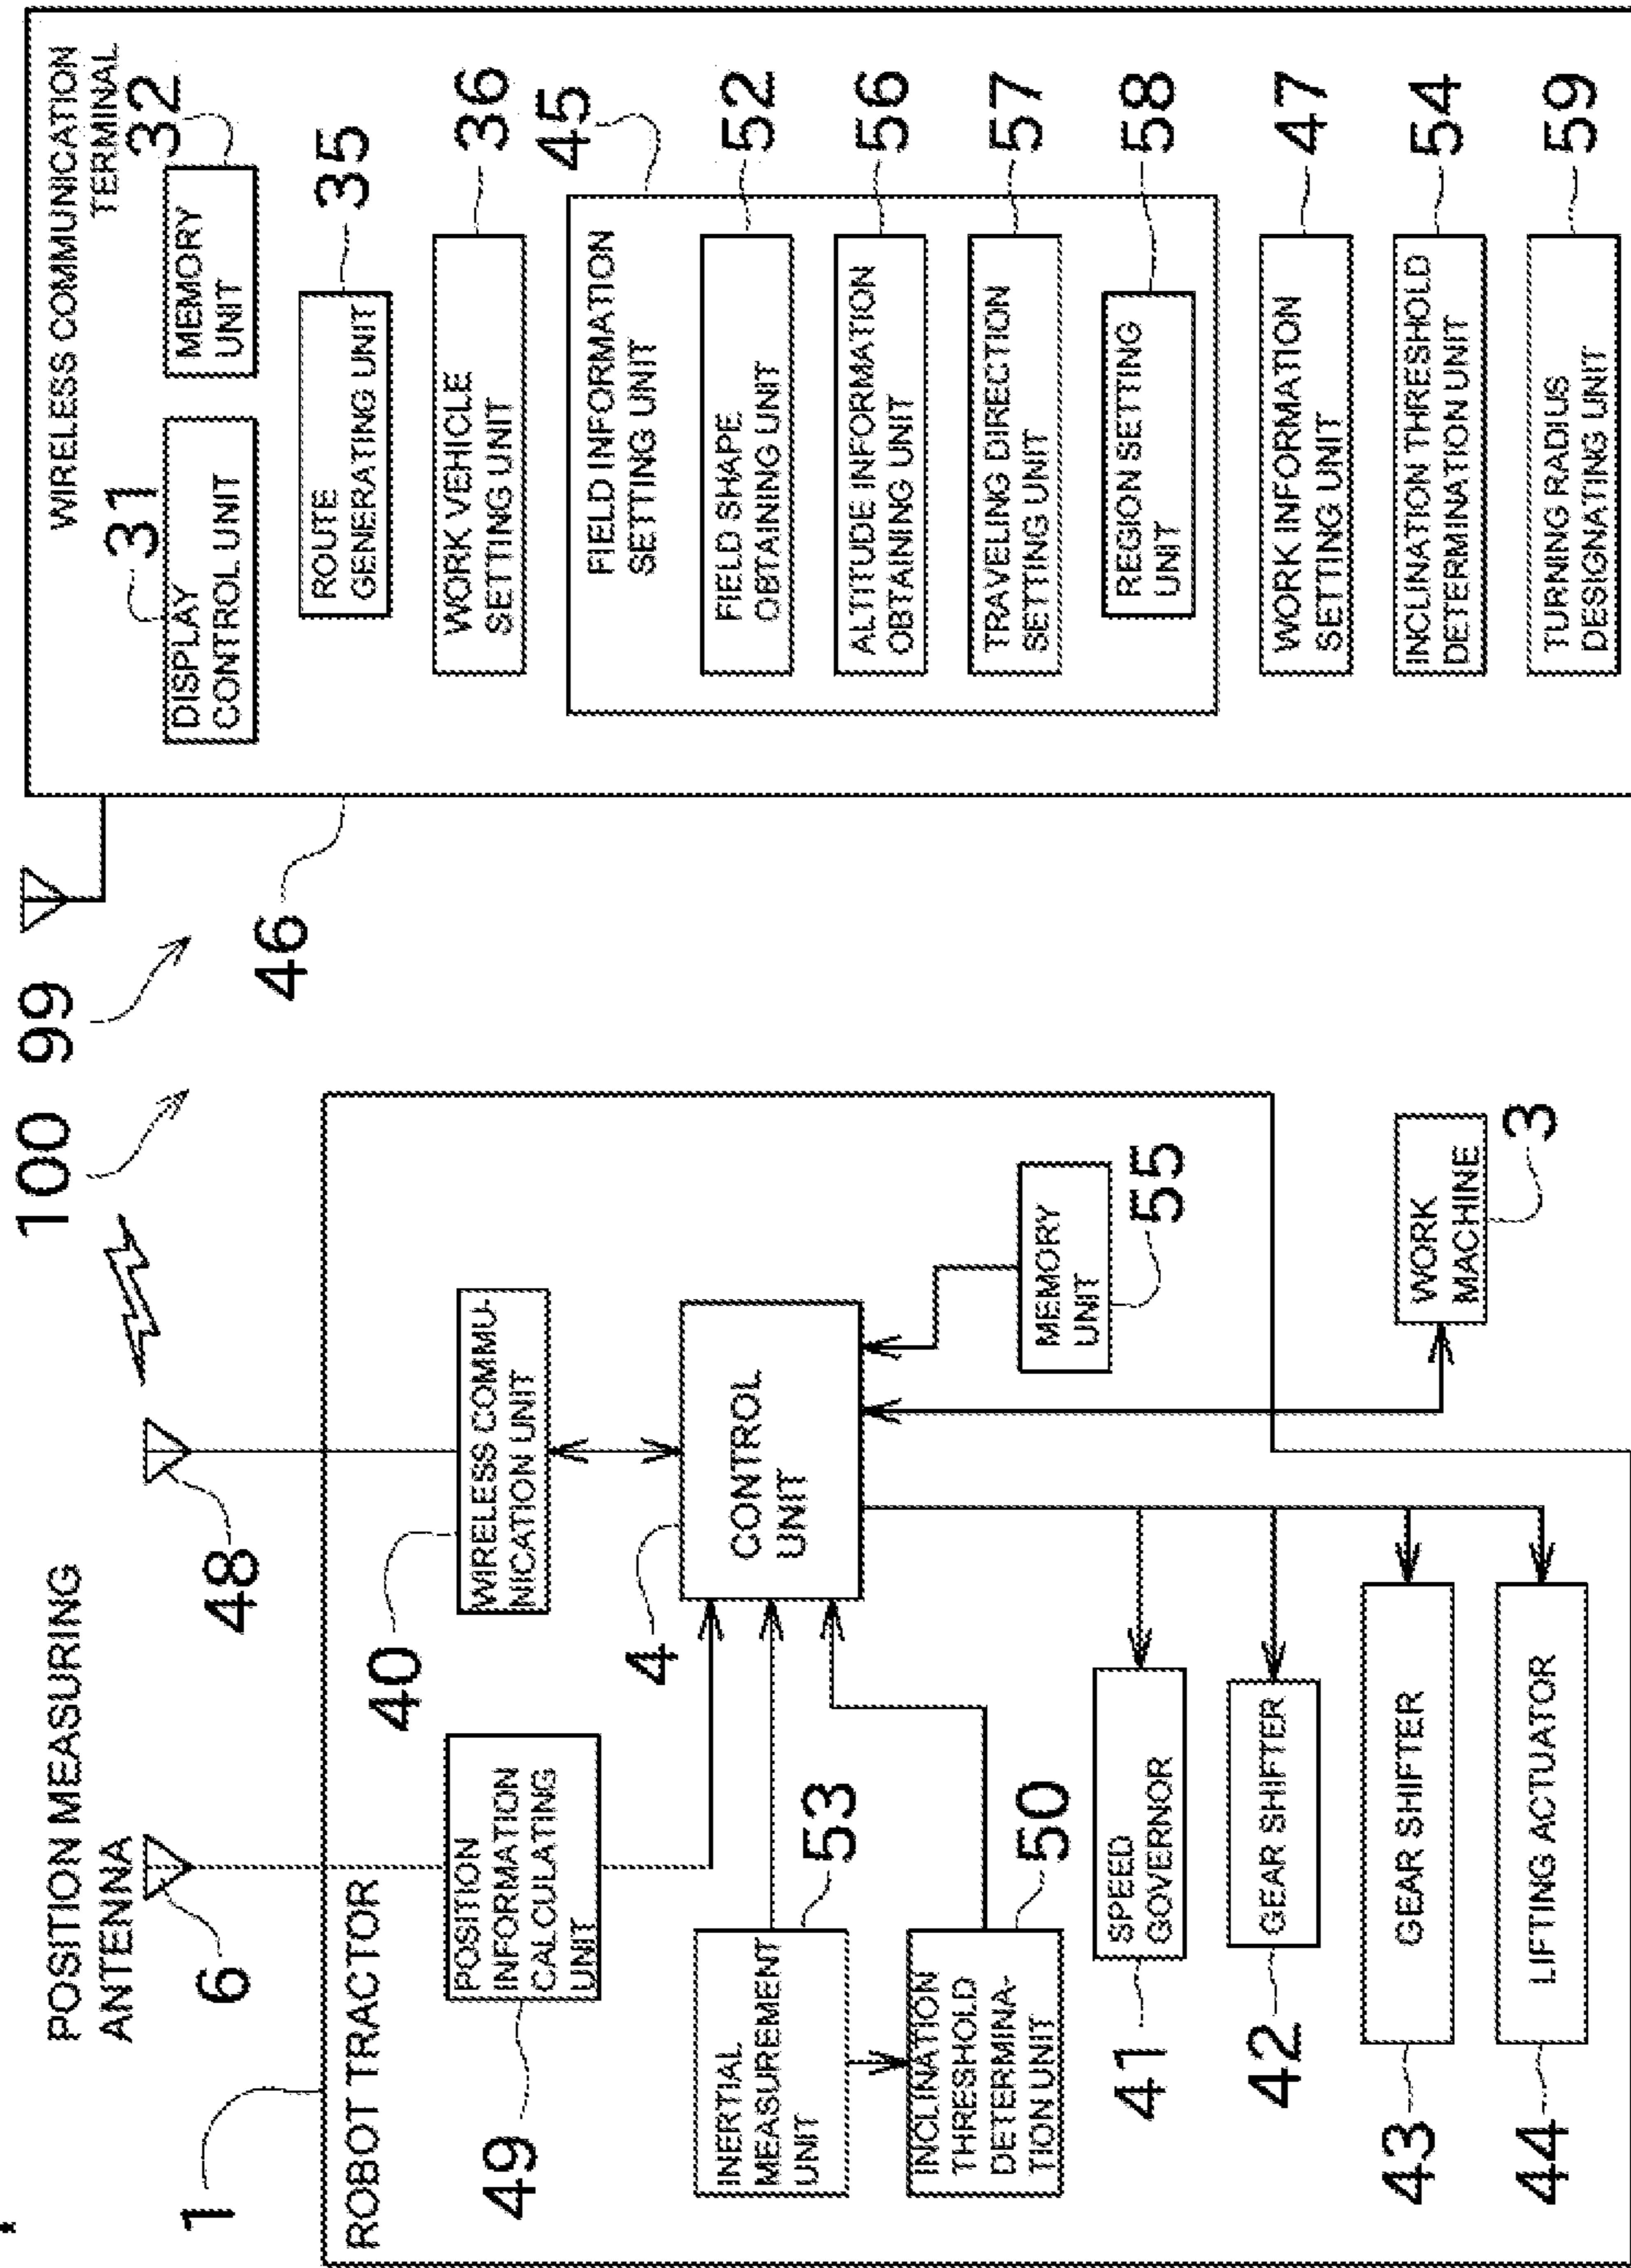 POSITION MEASURING
ANTENNA
6
48
100
99
1
ROBOT TRACTOR
49
POSITION
INFORMATION
CALCULATING
UNIT
40
WIRELESS COMMU-
NICATION UNIT
4
CONTROL
UNIT
INERTIAL
MEASUREMENT
UNIT
53
INCLINATION
THRESHOLD
DETERMINA-
TION UNIT
50
MEMORY
UNIT
55
41
SPEED
GOVERNOR
42
GEAR SHIFTER
43
GEAR SHIFTER
44
LIFTING ACTUATOR
WORK
MACHINE
3
46
WIRELESS COMMUNICATION
TERMINAL
31
DISPLAY
CONTROL UNIT
32
MEMORY
UNIT
ROUTE
GENERATING UNIT
35
WORK VEHICLE
SETTING UNIT
36
FIELD INFORMATION
SETTING UNIT
45
FIELD SHAPE
OBTAINING UNIT
52
ALTITUDE INFORMATION
OBTAINING UNIT
56
TRAVELING DIRECTION
SETTING UNIT
57
REGION SETTING
UNIT
58
WORK INFORMATION
SETTING UNIT
47
INCLINATION THRESHOLD
DETERMINATION UNIT
54
TURNING RADIUS
DESIGNATING UNIT
59